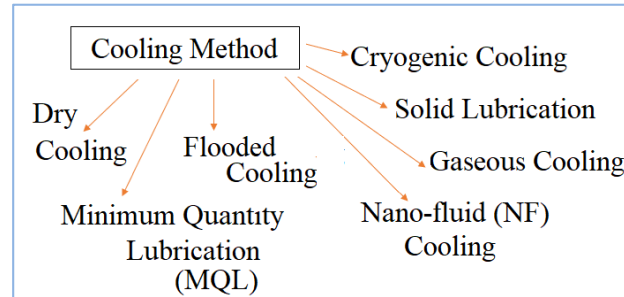 Cooling Method
Cryogenic Cooling
Solid Lubrication
Gaseous Cooling
Nano-fluid (NF)
Cooling
Flooded
Cooling
Minimum Quantity
Lubrication
(MQL)
Dry
Cooling